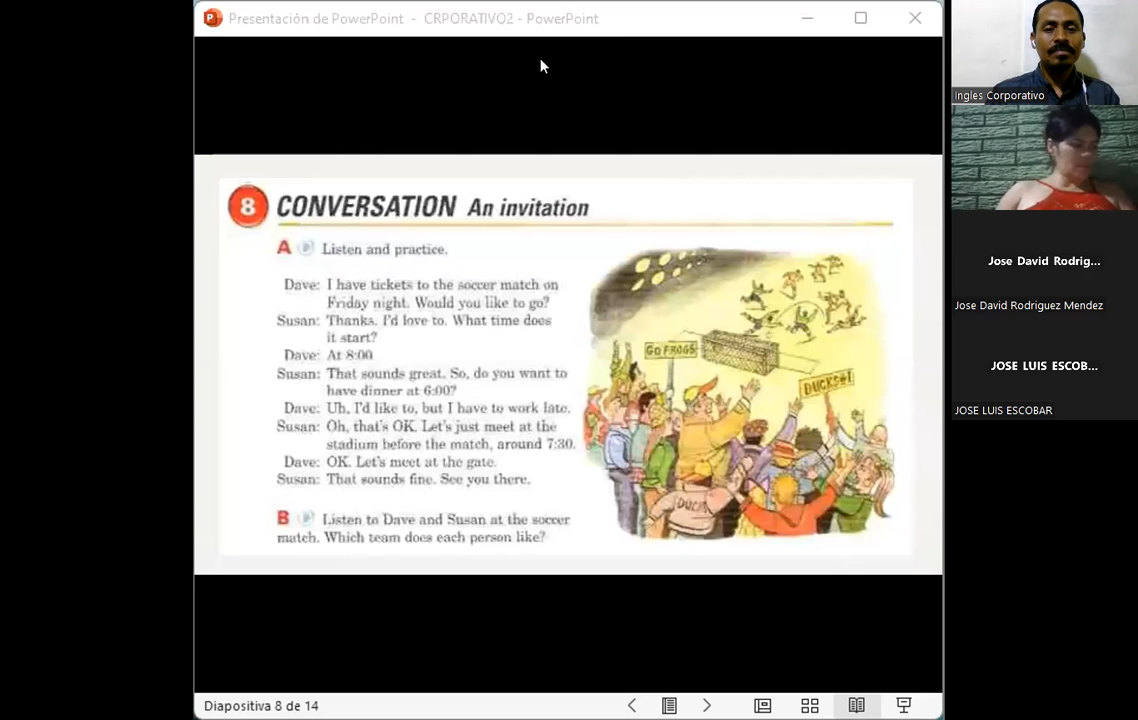 Presentación de PowerPoint - CRPORATIVO2 - PowerPoint
8 CONVERSATION An invitation
A Listen and practice.
Dave: I have tickets to the soccer match on
Friday night. Would you like to go?
Susan: Thanks. I'd love to. What time does
it start?
Dave: At 8:00
Susan: That sounds great. So, do you want to
have dinner at 6:00?
Dave: Uh, I'd like to, but I have to work late.
Susan: Oh, that's OK. Let's just meet at the
stadium before the match, around 7:30.
Dave: OK. Let's meet at the gate.
Susan: That sounds fine. See you there.
B Listen to Dave and Susan at the soccer
match. Which team does each person like?
GO FROGS
DUCKS#1
DUCK
Diapositiva 8 de 14
Ingles Corporativo
Jose David Rodrig...
Jose David Rodriguez Mendez
JOSE LUIS ESCOB...
JOSE LUIS ESCOBAR